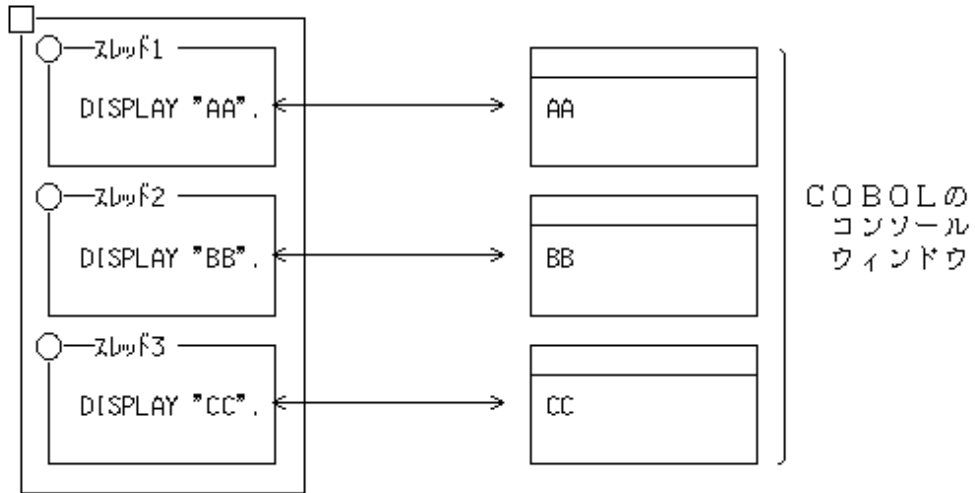 スレッド1
DISPLAY "AA".
AA
スレッド2
DISPLAY "BB".
BB
スレッド3
DISPLAY "CC".
CC
COBOLの
コンソール
ウィンドウ